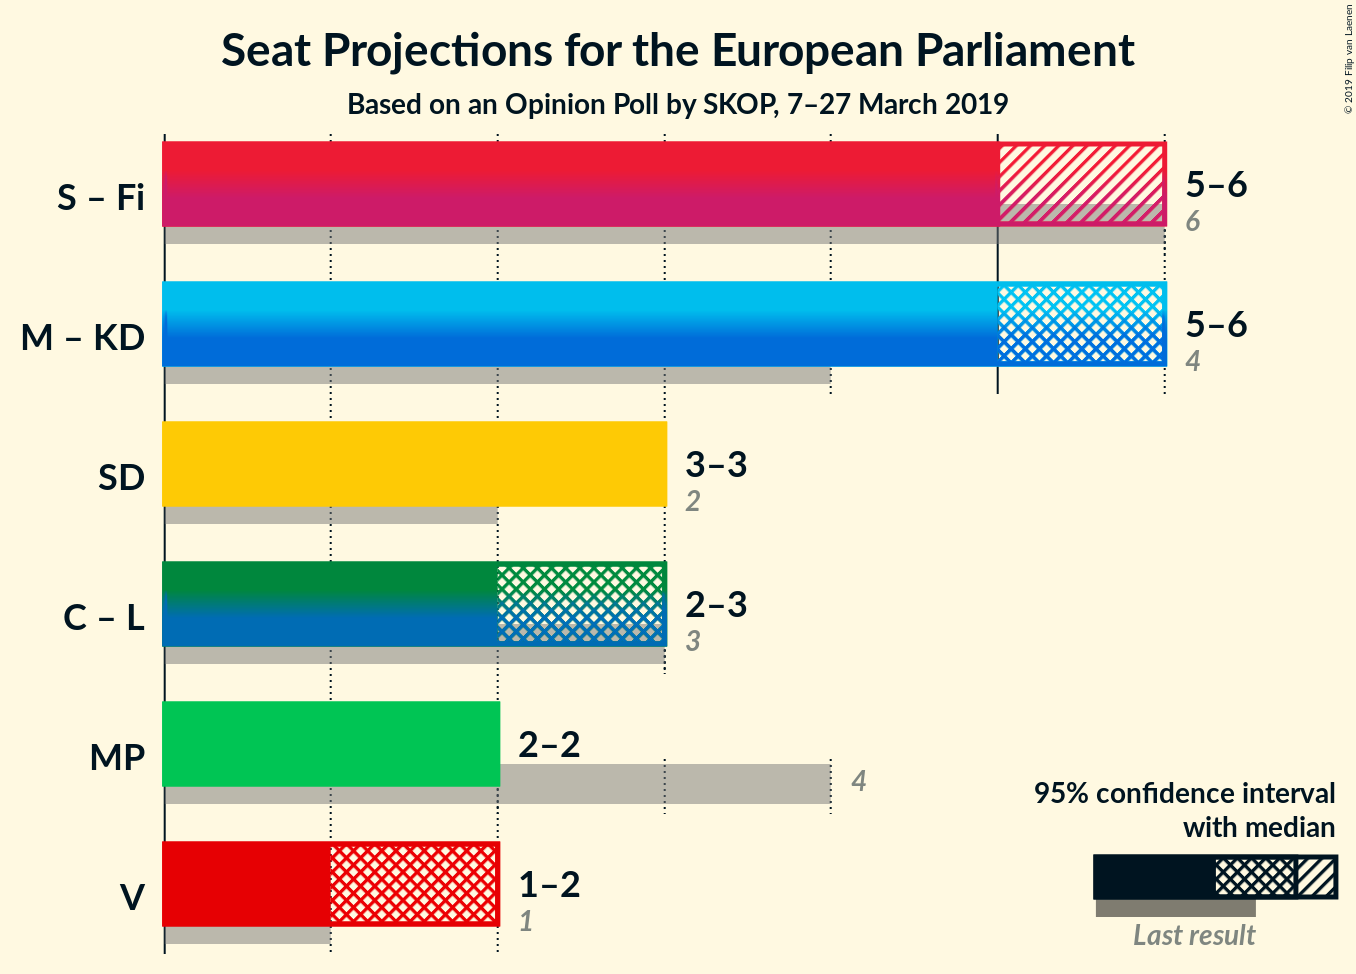 Seat Projections for the European Parliament
Based on an Opinion Poll by SKOP, 7–27 March 2019
© 2019 Filip van Laenen
S – Fi
5–6
6
M – KD
5–6
4
SD
3–3
2
C – L
2–3
3
MP
2–2
4
V
1–2
1
95% confidence interval
with median
Last result